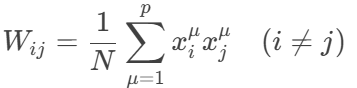 $W_{ij} = \frac{1}{N} \sum_{\mu=1}^{p} x_i^{\mu} x_j^{\mu} \quad (i \neq j)$